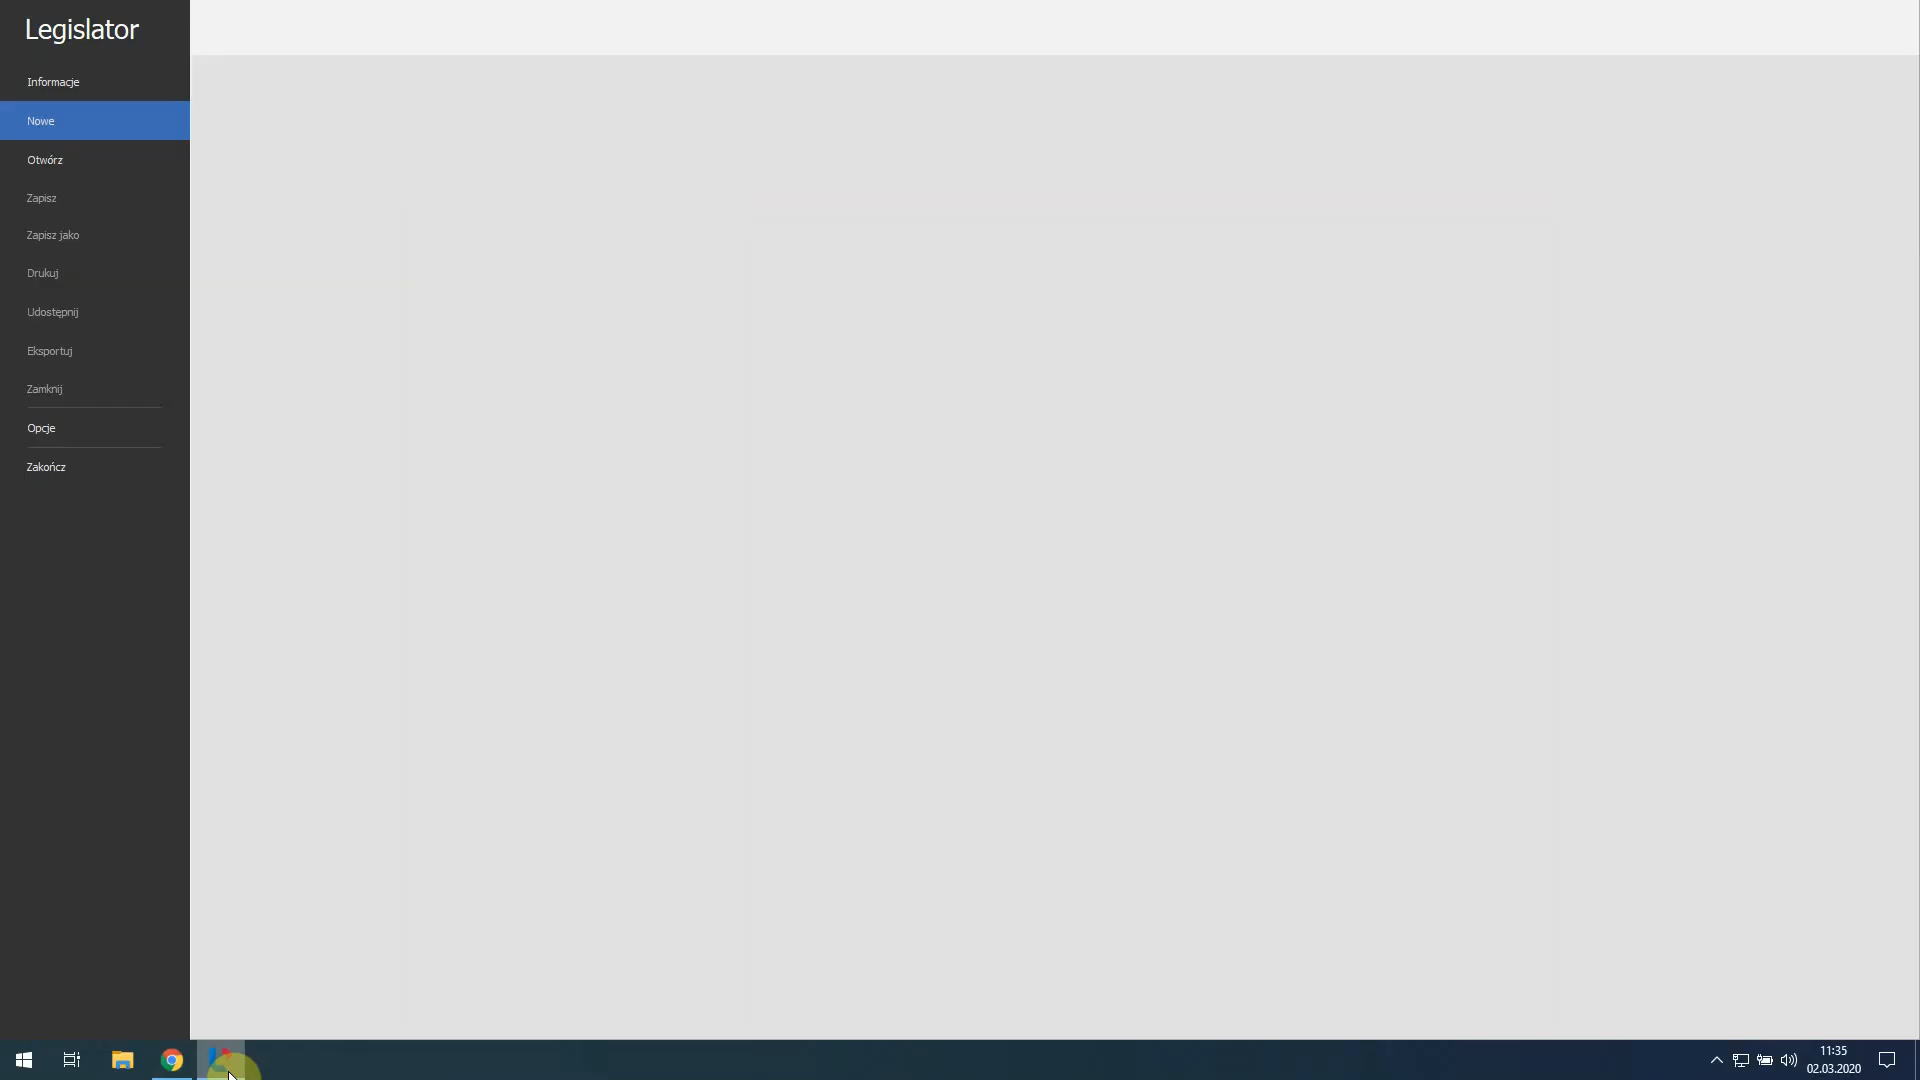 Legislator
Informacje
Nowe
Otwórz
Zapisz
Zapisz jako
Drukuj
Udostępnij
Eksportuj
Zamknij
Opcje
Zakończ
11:35
02.03.2020